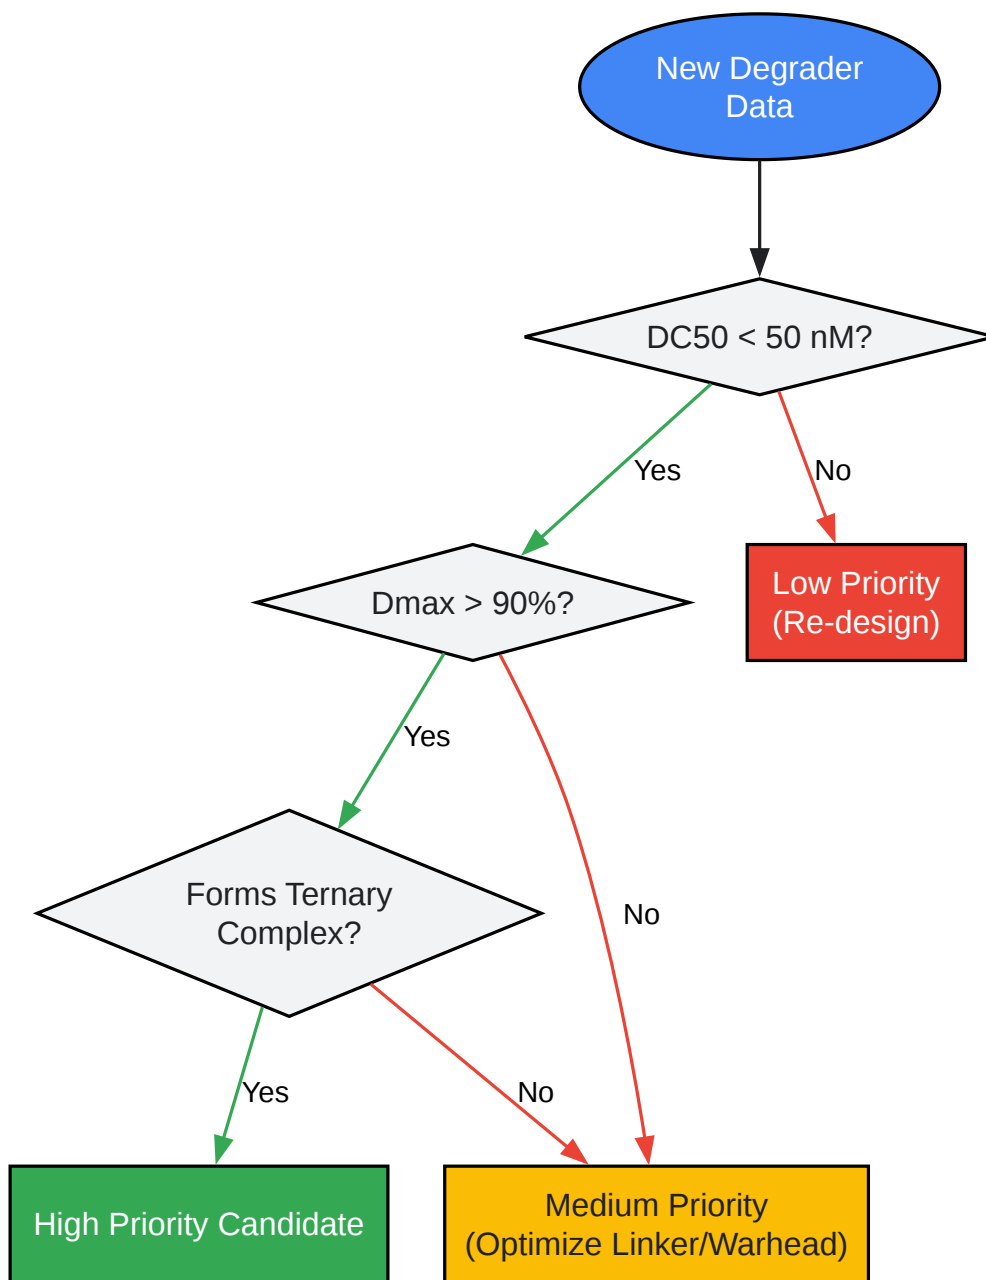 New Degrader
Data
DC50 < 50 nM?
Yes
No
Dmax > 90%?
Low Priority
(Re-design)
Yes
Forms Ternary
Complex?
No
Yes
No
High Priority Candidate
Medium Priority
(Optimize Linker/Warhead)